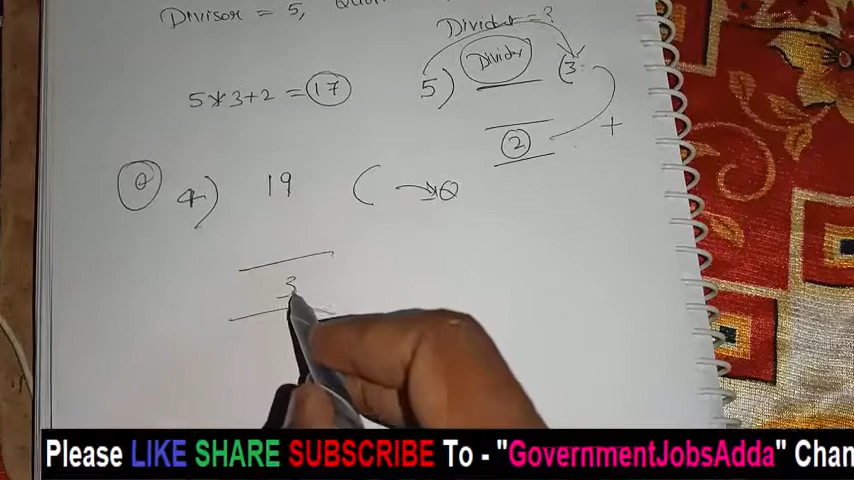 Divisor = 5,
Dividend = ?
5) Divide (3
5*3+2 = 17
2
+
Q 4) 19 ( → Q
3
Please LIKE SHARE SUBSCRIBE To - "GovernmentJobsAdda" Chan